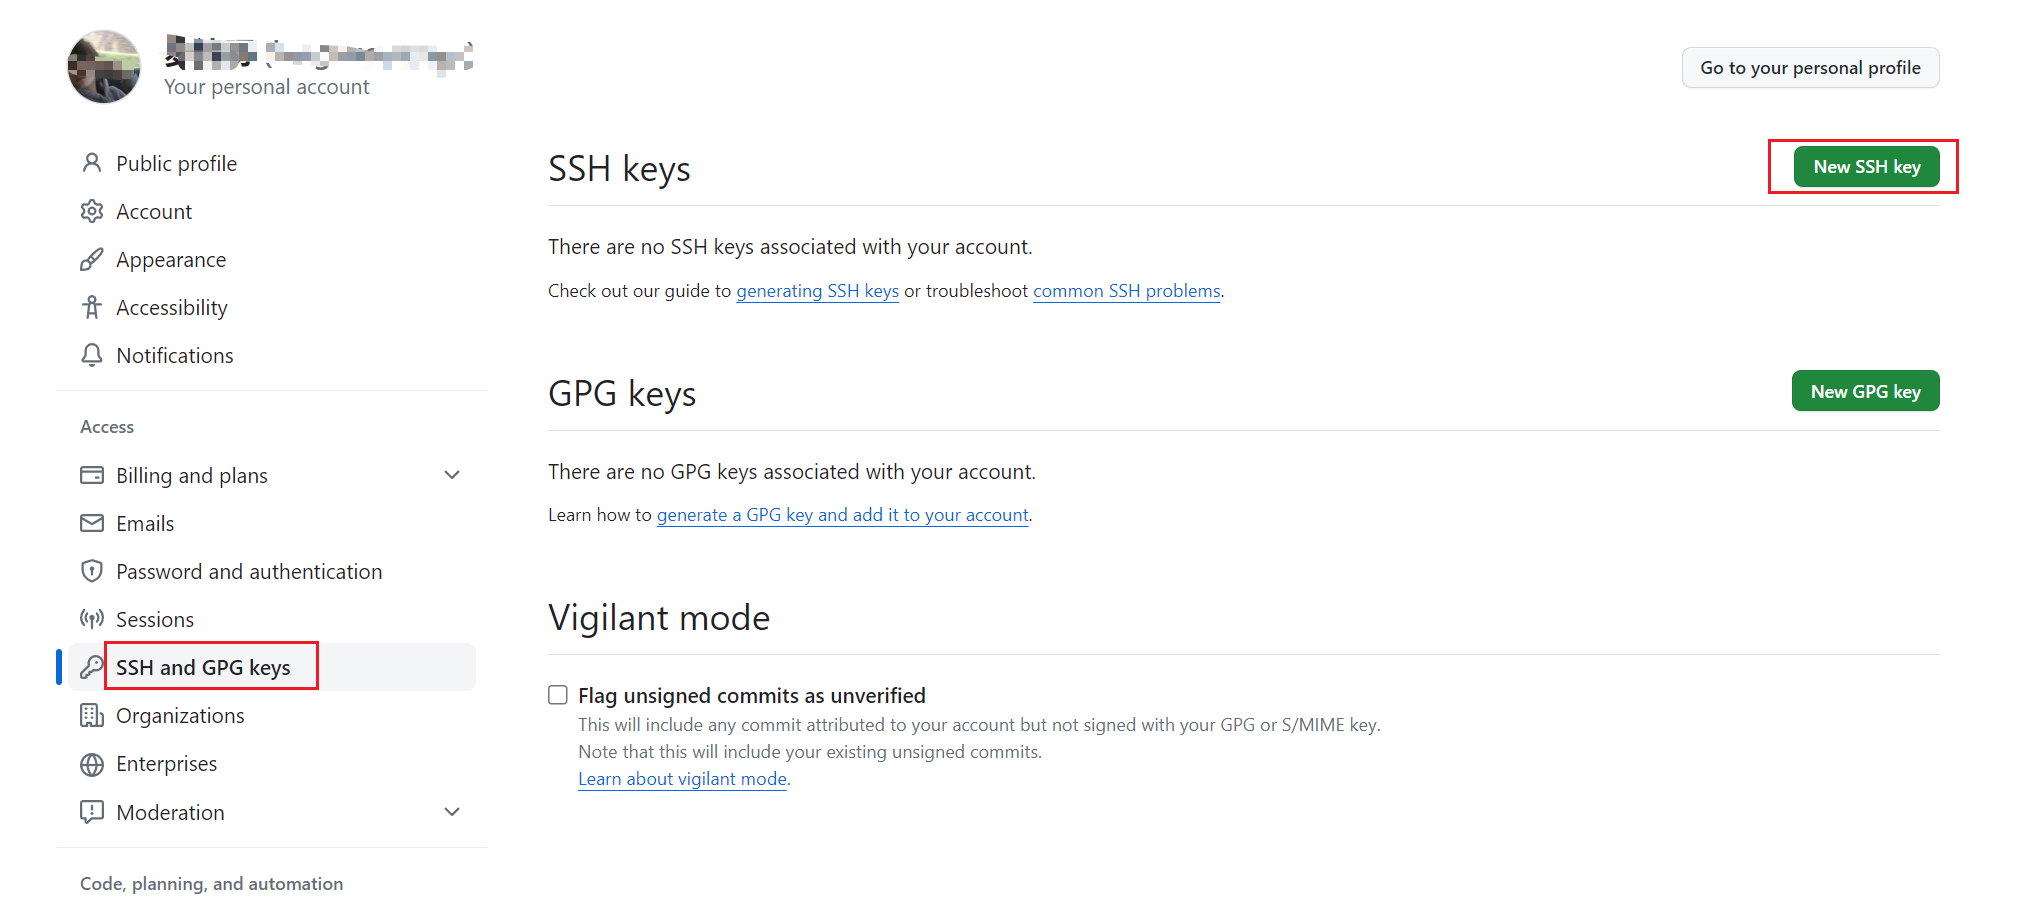 Your personal account
Go to your personal profile
Public profile
Account
Appearance
Accessibility
Notifications
Access
Billing and plans
Emails
Password and authentication
Sessions
SSH and GPG keys
Organizations
Enterprises
Moderation
Code, planning, and automation
SSH keys
New SSH key
There are no SSH keys associated with your account.
Check out our guide to generating SSH keys or troubleshoot common SSH problems.
GPG keys
New GPG key
There are no GPG keys associated with your account.
Learn how to generate a GPG key and add it to your account.
Vigilant mode
Flag unsigned commits as unverified
This will include any commit attributed to your account but not signed with your GPG or S/MIME key.
Note that this will include your existing unsigned commits.
Learn about vigilant mode.